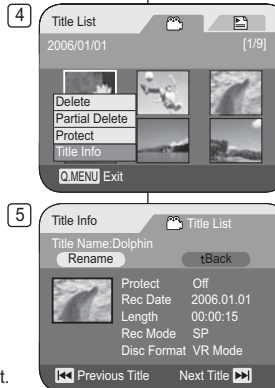 4
Title List
2006/01/01 [1/9]
Delete
Partial Delete
Protect
Title Info
Q.MENU Exit
5
Title Info Title List
Title Name:Dolphin
Rename tBack
Protect Off
Rec Date 2006.01.01
Length 00:00:15
Rec Mode SP
Disc Format VR Mode
Previous Title Next Title
t.